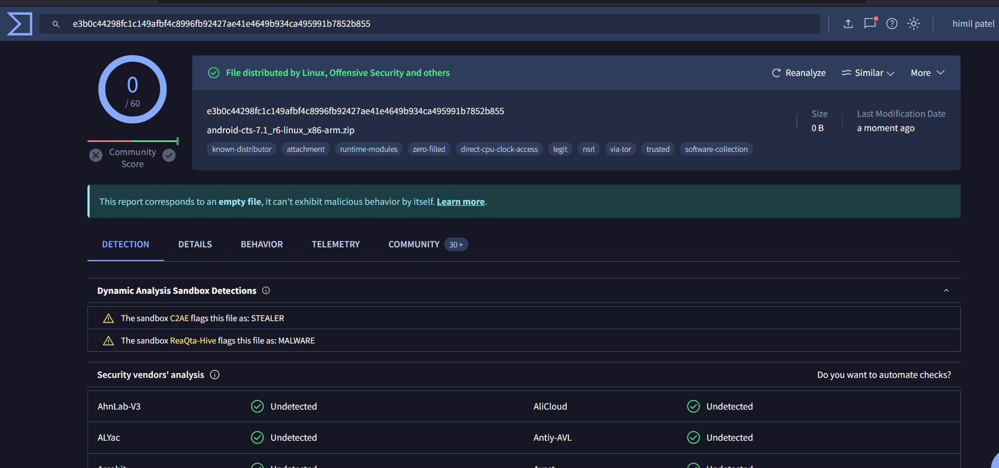 e3b0c44298fc1c149afbf4c8996fb92427ae41e4649b934ca495991b7852b855
himil patel
0
/ 60
Community
Score
File distributed by Linux, Offensive Security and others
Reanalyze
Similar
More
e3b0c44298fc1c149afbf4c8996fb92427ae41e4649b934ca495991b7852b855
android-cts-7.1_r6-linux_x86-arm.zip
known-distributor attachment runtime-modules zero-filled direct-cpu-clock-access legit nsrl via-tor trusted software-collection
Size
0 B
Last Modification Date
a moment ago
This report corresponds to an empty file, it can't exhibit malicious behavior by itself. Learn more.
DETECTION DETAILS BEHAVIOR TELEMETRY COMMUNITY 30+
Dynamic Analysis Sandbox Detections
The sandbox C2AE flags this file as: STEALER
The sandbox ReaQta-Hive flags this file as: MALWARE
Security vendors' analysis
Do you want to automate checks?
AhnLab-V3 Undetected AliCloud Undetected
ALYac Undetected Antiy-AVL Undetected